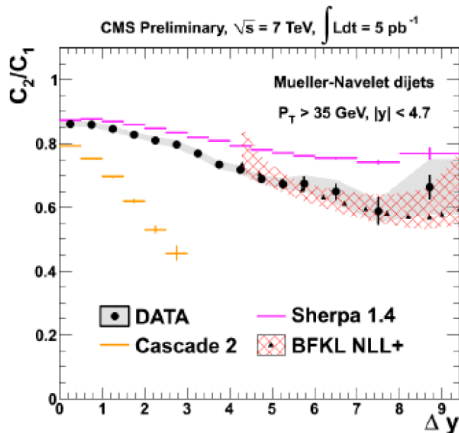 CMS Preliminary, √s = 7 TeV, ∫Ldt = 5 pb⁻¹
C₂/C₁
Mueller-Navelet dijets
P_T > 35 GeV, |y| < 4.7
1
0.8
0.6
0.4
0.2
0
DATA
Sherpa 1.4
Cascade 2
BFKL NLL+
0 1 2 3 4 5 6 7 8 9
Δ y